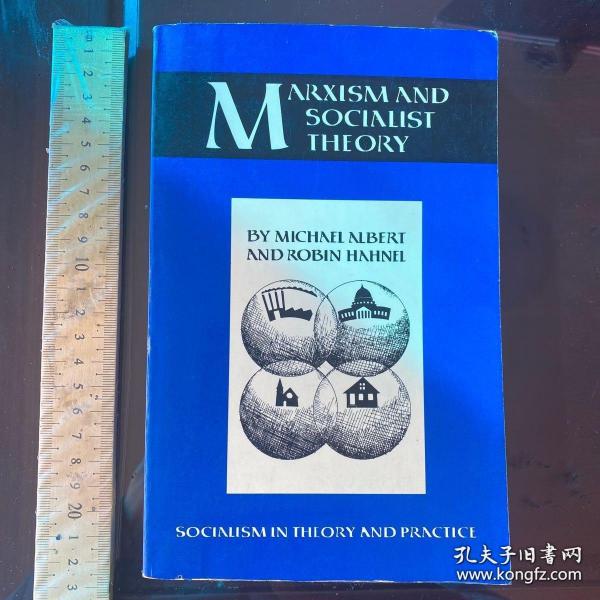 MARXISM AND
SOCIALIST
THEORY
BY MICHAEL ALBERT
AND ROBIN HAHNEL
SOCIALISM IN THEORY AND PRACTICE
孔夫子旧書网
www.kongfz.com